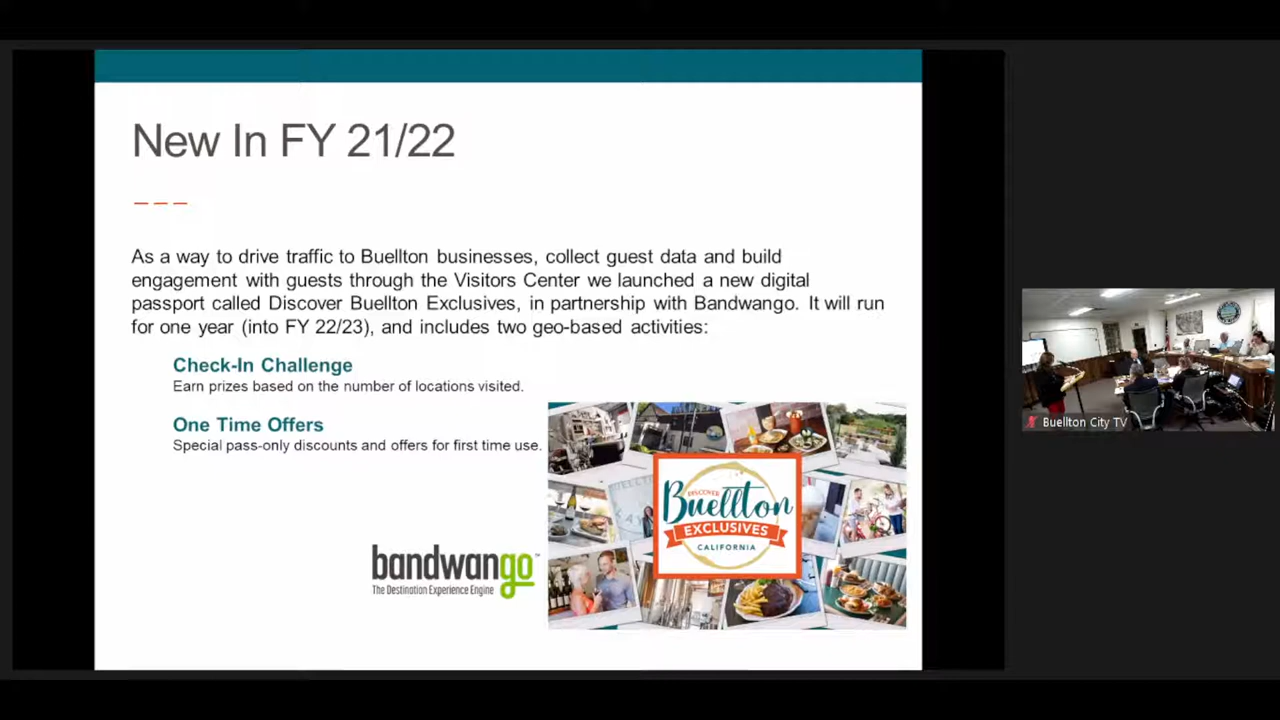 New In FY 21/22
As a way to drive traffic to Buellton businesses, collect guest data and build
engagement with guests through the Visitors Center we launched a new digital
passport called Discover Buellton Exclusives, in partnership with Bandwango. It will run
for one year (into FY 22/23), and includes two geo-based activities:
Check-In Challenge
Earn prizes based on the number of locations visited.
One Time Offers
Special pass-only discounts and offers for first time use.
DISCOVER
Buellton
EXCLUSIVES
CALIFORNIA
bandwango™
The Destination Experience Engine
Buellton City TV